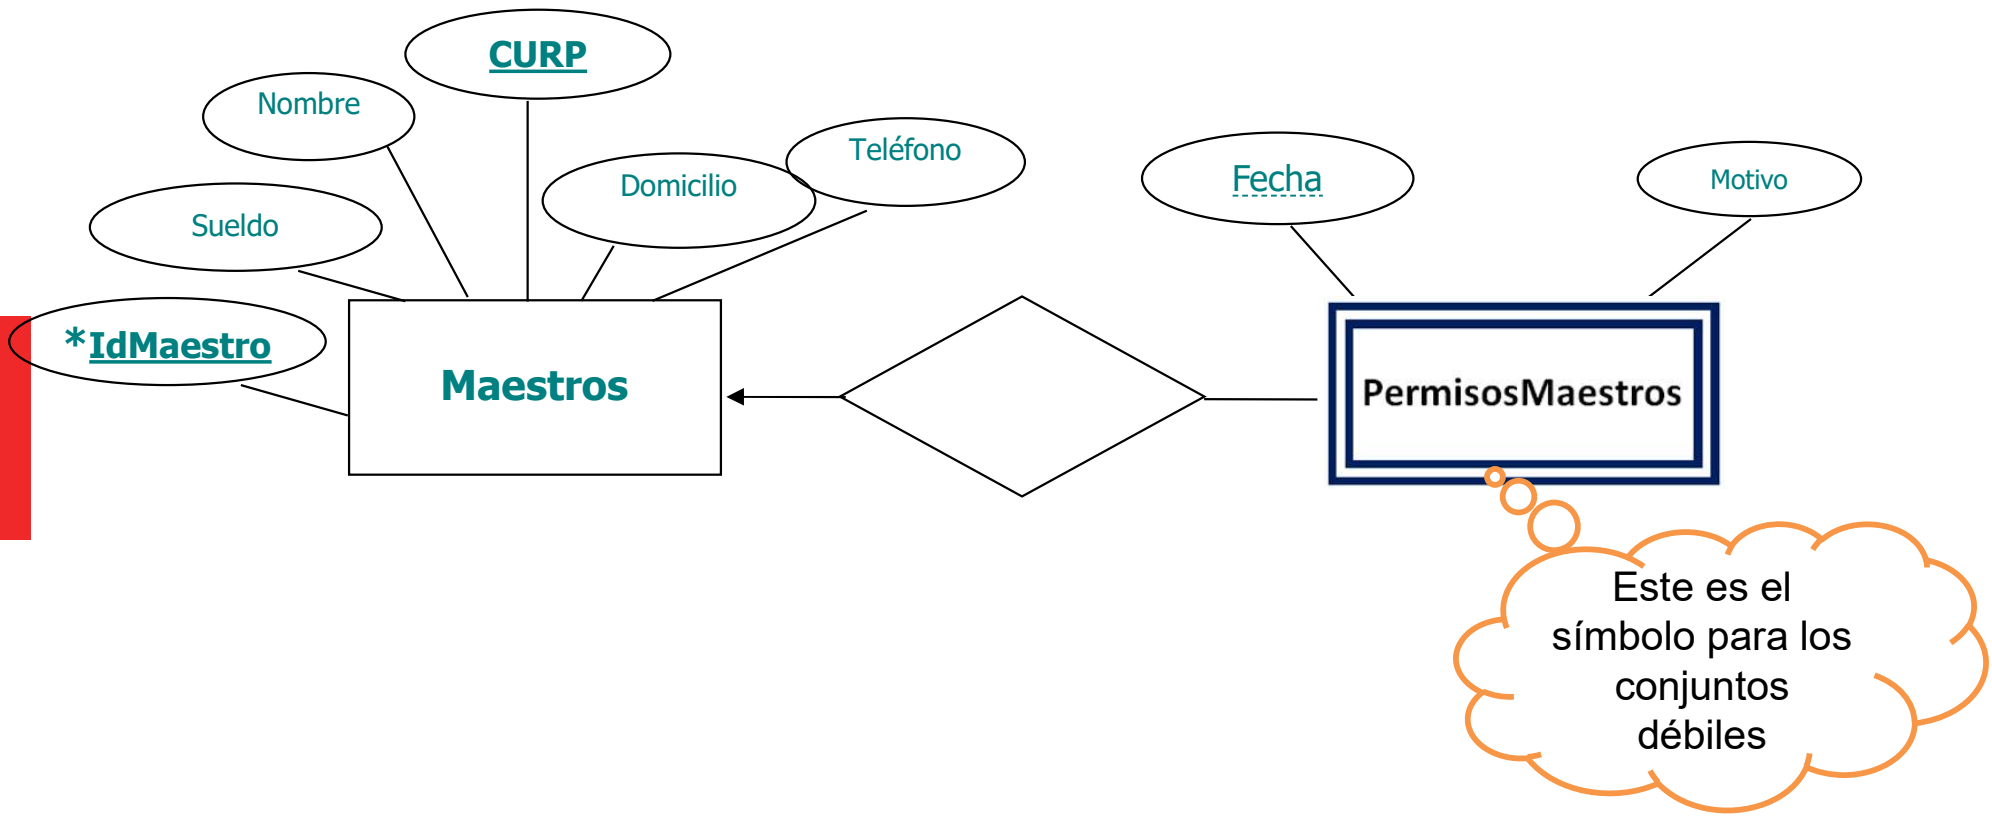 CURP
Nombre
Teléfono
Domicilio
Fecha
Motivo
Sueldo
*IdMaestro
Maestros
PermisosMaestros
Este es el
símbolo para los
conjuntos
débiles